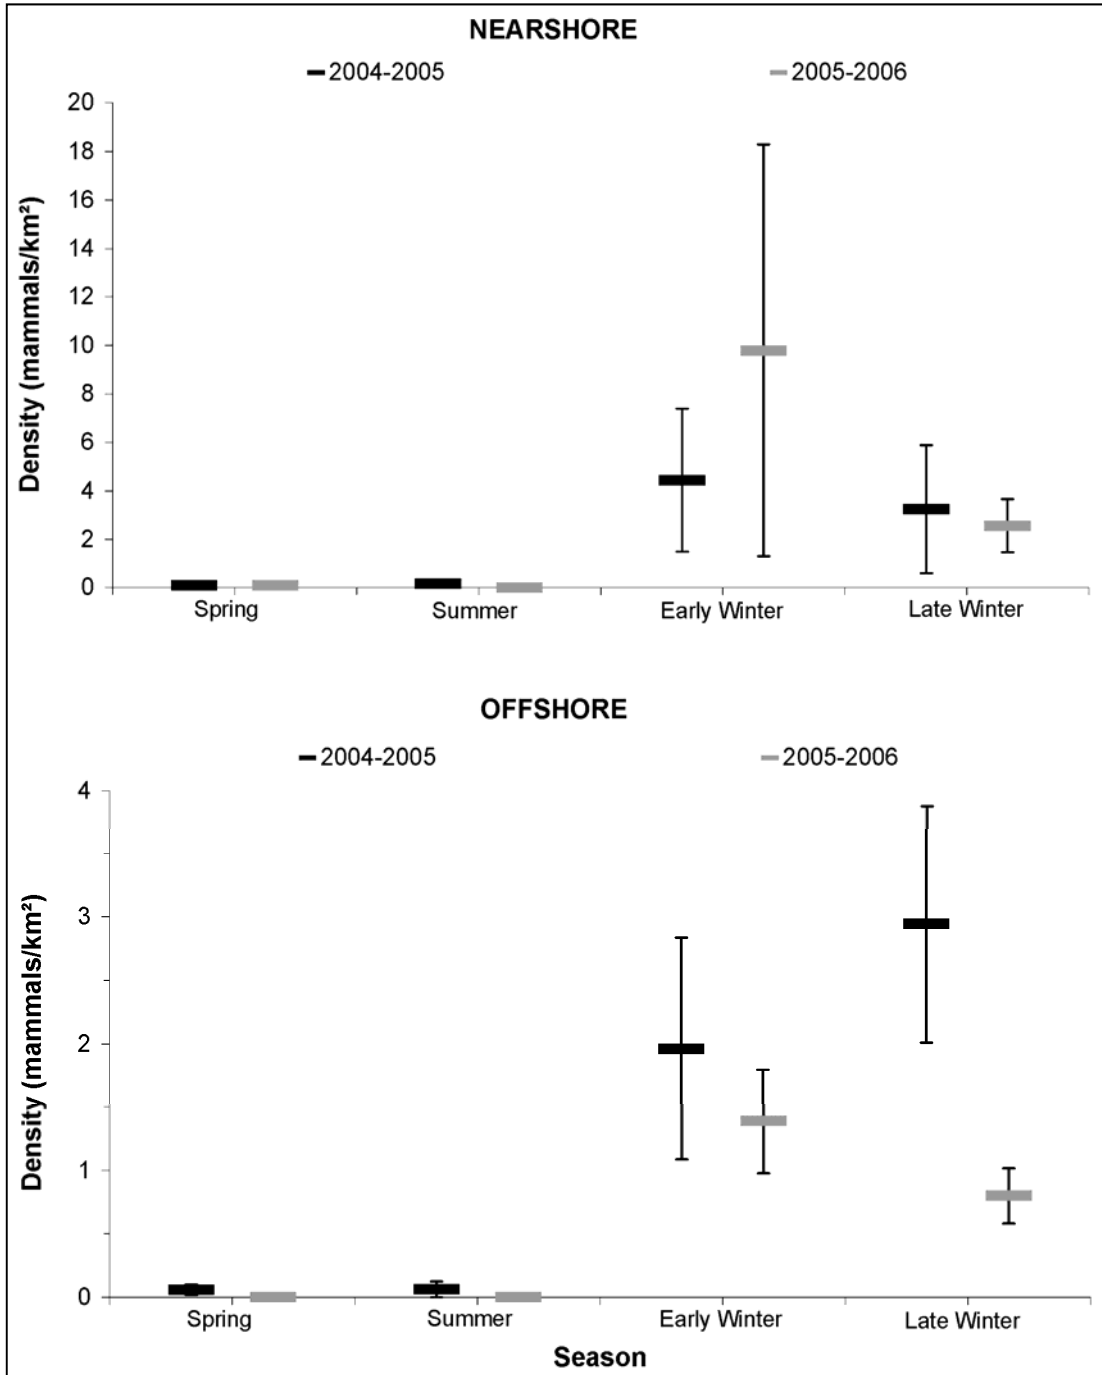 NEARSHORE
2004-2005 2005-2006
20
18
16
14
12
10
8
6
4
2
0
Density (mammals/km²)
Spring Summer Early Winter Late Winter
OFFSHORE
2004-2005 2005-2006
4
3
2
1
0
Density (mammals/km²)
Spring Summer Early Winter Late Winter
Season